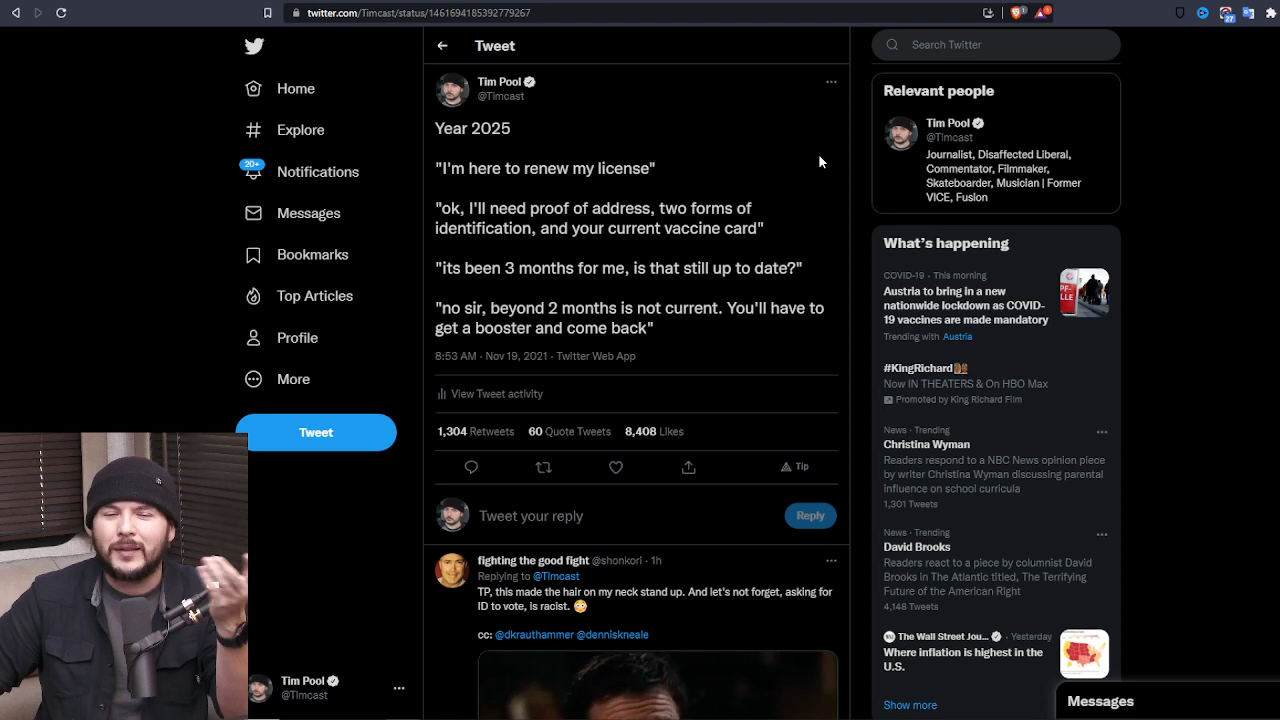 twitter.com/Timcast/status/1461694185392779267
1
1
27
Home
Explore
20+
Notifications
Messages
Bookmarks
Top Articles
Profile
More
Tweet
Tim Pool
@Timcast
Tweet
Tim Pool
@Timcast
Year 2025
"I'm here to renew my license"
"ok, I'll need proof of address, two forms of
identification, and your current vaccine card"
"its been 3 months for me, is that still up to date?"
"no sir, beyond 2 months is not current. You'll have to
get a booster and come back"
8:53 AM · Nov 19, 2021 · Twitter Web App
View Tweet activity
1,304 Retweets 60 Quote Tweets 8,408 Likes
Tip
Tweet your reply
Reply
fighting the good fight @shonkori · 1h
Replying to @Timcast
TP, this made the hair on my neck stand up. And let's not forget, asking for
ID to vote, is racist. 😳
cc: @dkrauthammer @denniskneale
Search Twitter
Relevant people
Tim Pool
@Timcast
Journalist, Disaffected Liberal,
Commentator, Filmmaker,
Skateboarder, Musician | Former
VICE, Fusion
What's happening
COVID-19 · This morning
Austria to bring in a new
nationwide lockdown as COVID-
19 vaccines are made mandatory
Trending with Austria
#KingRichard
Now IN THEATERS & On HBO Max
Promoted by King Richard Film
News · Trending
Christina Wyman
Readers respond to a NBC News opinion piece
by writer Christina Wyman discussing parental
influence on school curricula
1,301 Tweets
News · Trending
David Brooks
Readers react to a piece by columnist David
Brooks in The Atlantic titled, The Terrifying
Future of the American Right
4,148 Tweets
The Wall Street Jou... · Yesterday
Where inflation is highest in the
U.S.
Show more
Messages